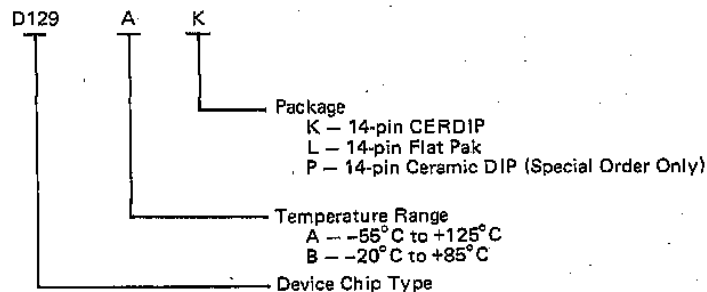 D129 A K
Package
K — 14-pin CERDIP
L — 14-pin Flat Pak
P — 14-pin Ceramic DIP (Special Order Only)
Temperature Range
A — -55°C to +125°C
B — -20°C to +85°C
Device Chip Type